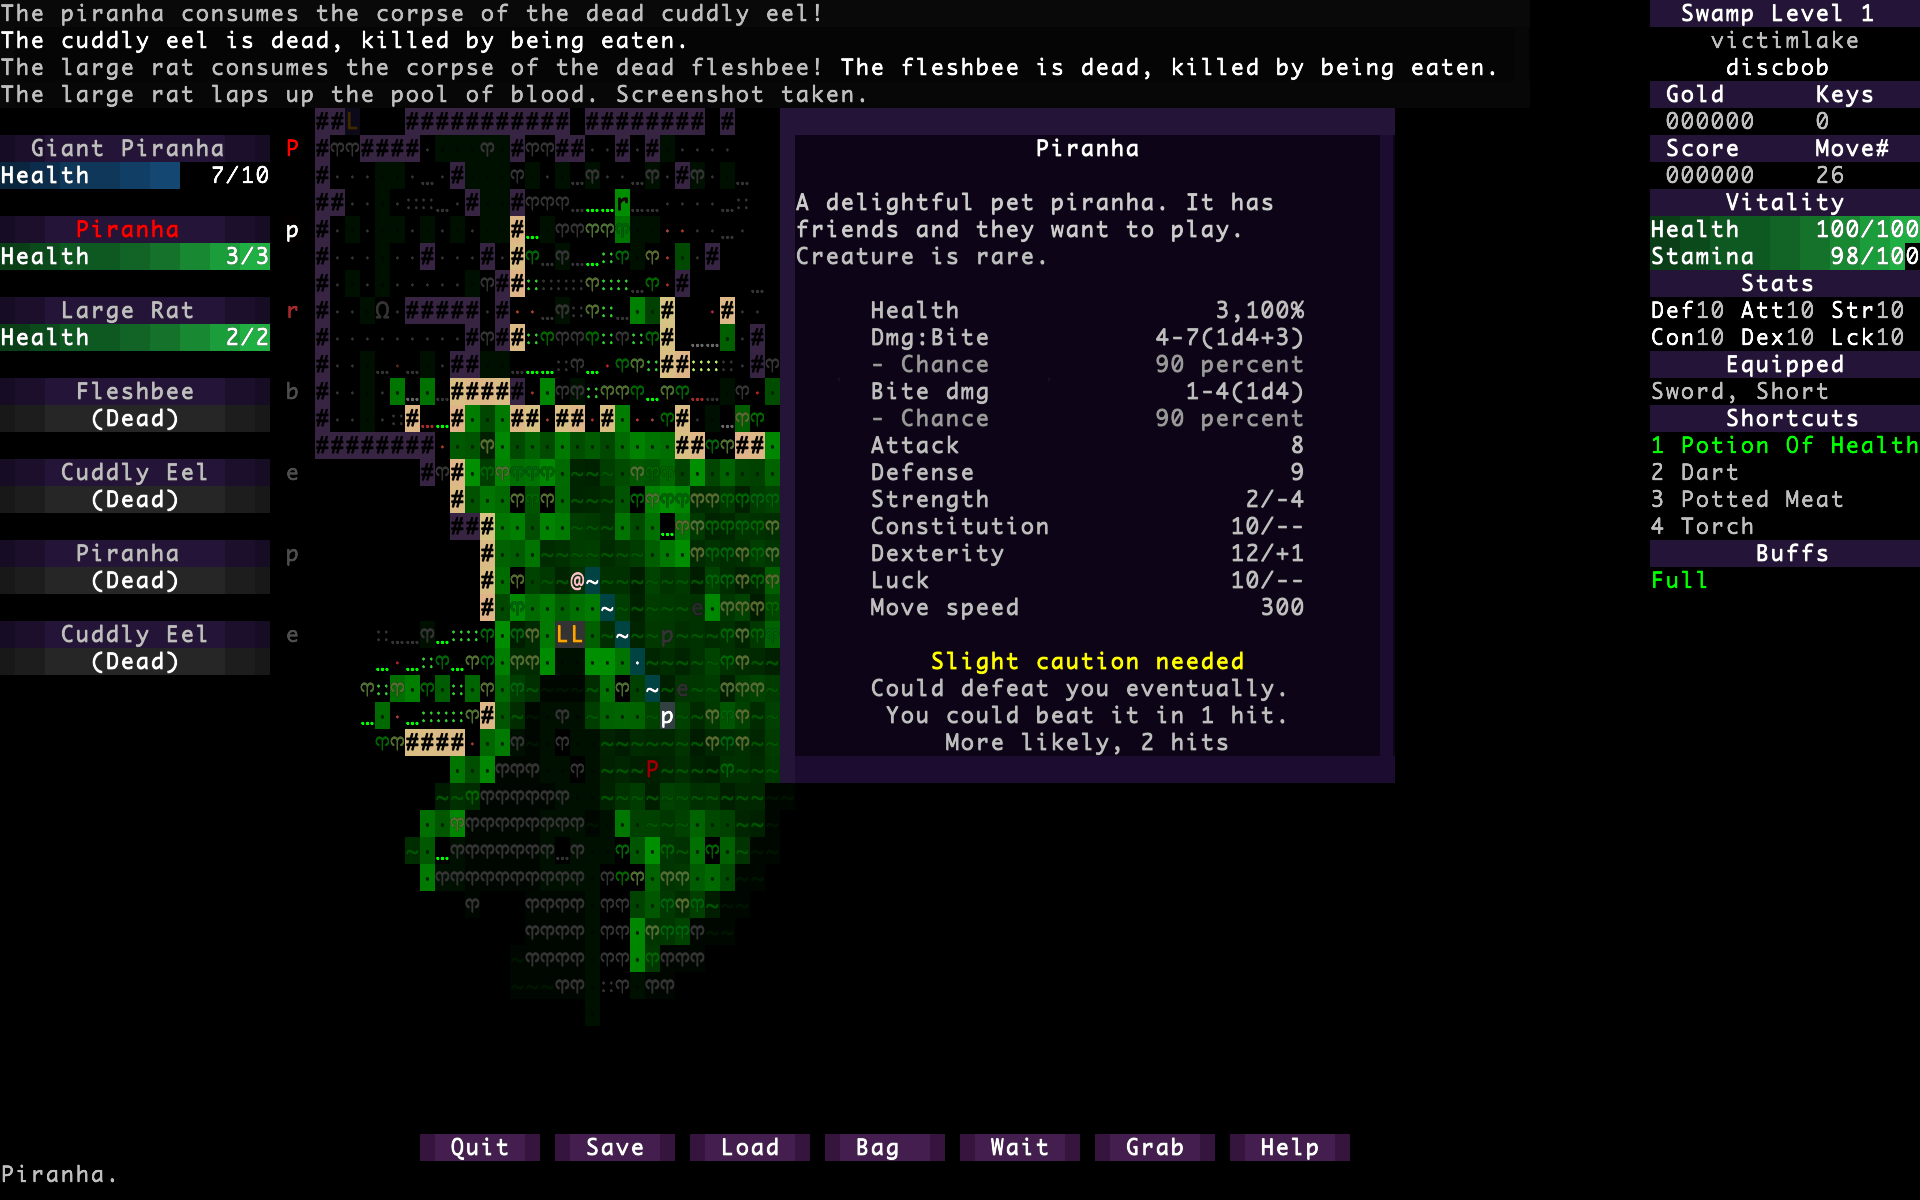 The piranha consumes the corpse of the dead cuddly eel!
The cuddly eel is dead, killed by being eaten.
The large rat consumes the corpse of the dead fleshbee! The fleshbee is dead, killed by being eaten.
The large rat laps up the pool of blood. Screenshot taken.
Giant Piranha P
Health 7/10
Piranha p
Health 3/3
Large Rat r
Health 2/2
Fleshbee b
(Dead)
Cuddly Eel e
(Dead)
Piranha p
(Dead)
Cuddly Eel e
(Dead)
Piranha
A delightful pet piranha. It has
friends and they want to play.
Creature is rare.
Health 3,100%
Dmg:Bite 4-7(1d4+3)
- Chance 90 percent
Bite dmg 1-4(1d4)
- Chance 90 percent
Attack 8
Defense 9
Strength 2/-4
Constitution 10/--
Dexterity 12/+1
Luck 10/--
Move speed 300
Slight caution needed
Could defeat you eventually.
You could beat it in 1 hit.
More likely, 2 hits
Swamp Level 1
victimlake
discbob
Gold Keys
000000 0
Score Move#
000000 26
Vitality
Health 100/100
Stamina 98/100
Stats
Def10 Att10 Str10
Con10 Dex10 Lck10
Equipped
Sword, Short
Shortcuts
1 Potion Of Health
2 Dart
3 Potted Meat
4 Torch
Buffs
Full
Quit Save Load Bag Wait Grab Help
Piranha.